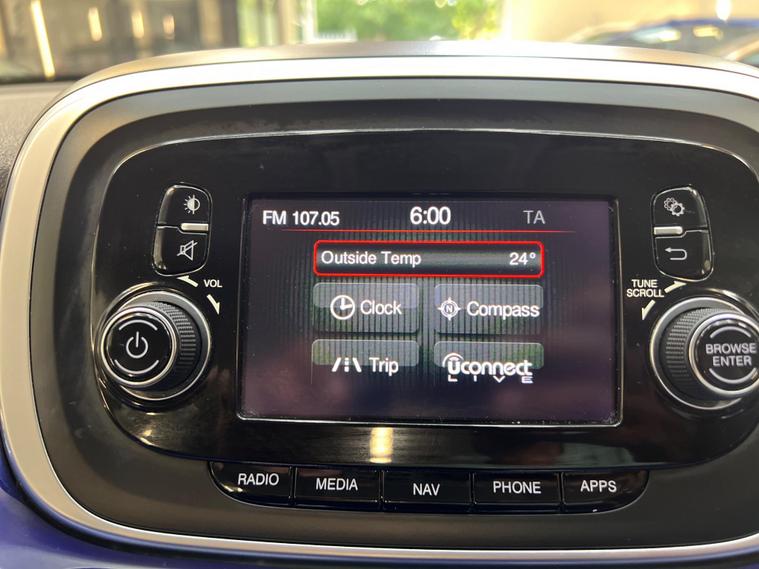 FM 107.05 6:00 TA
Outside Temp 24°
Clock N Compass
Trip Uconnect
LIVE
VOL
TUNE
SCROLL
BROWSE
ENTER
RADIO MEDIA NAV PHONE APPS